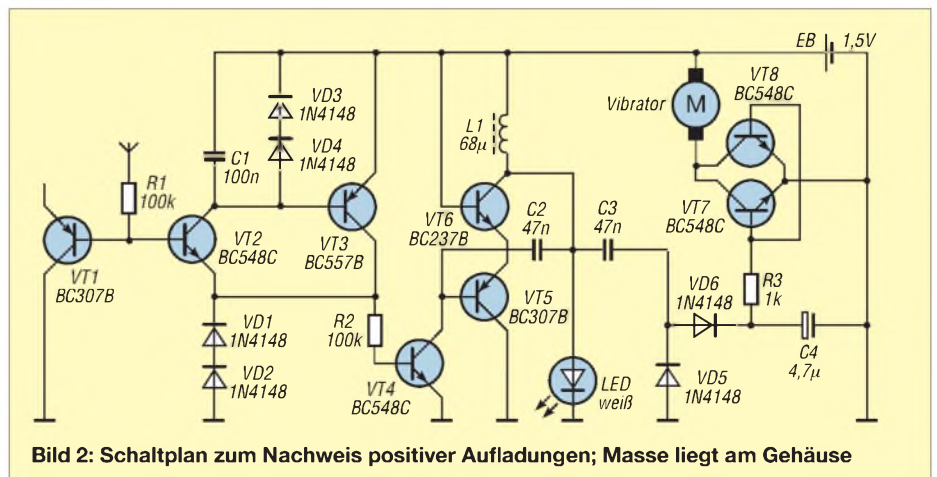 EB 1,5V
VT8
BC548C
Vibrator
M
VD3
1N4148
VD4
1N4148
L1
68µ
C1
100n
R1
100k
VT7
BC548C
C2
47n
C3
47n
VT6
BC237B
VT2
BC548C
VT3
BC557B
VT1
BC307B
VD6
1N4148
R3
1k
VT5
BC307B
VD1
1N4148
R2
100k
VD2
1N4148
C4
4,7µ
VT4
BC548C
LED
weiß
VD5
1N4148
Bild 2: Schaltplan zum Nachweis positiver Aufladungen; Masse liegt am Gehäuse